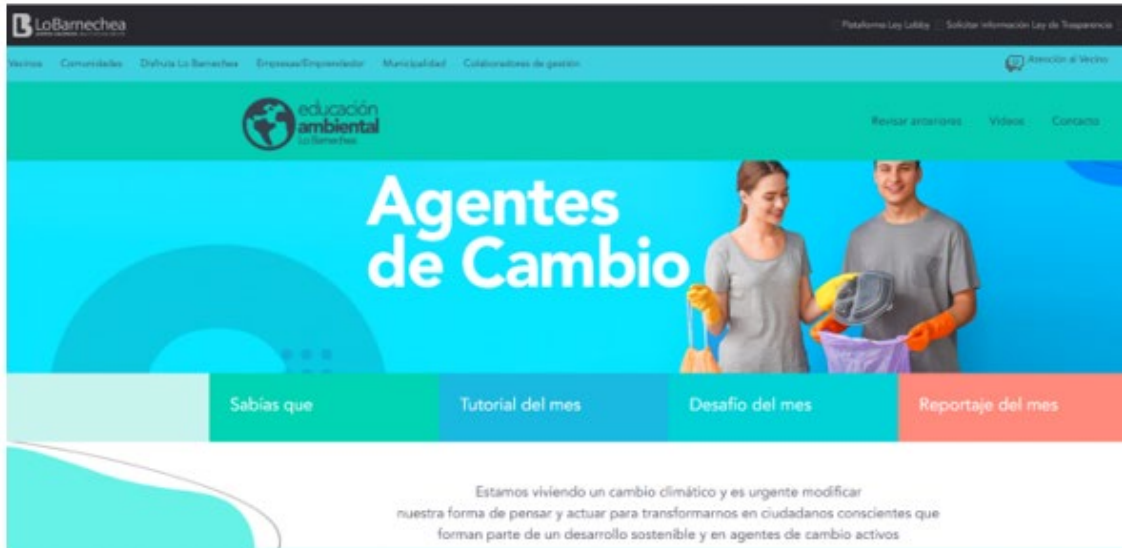 LoBarnechea
Plataforma Ley Lobby Solicitar información Ley de Trasparencia
Vecinos Comunidades Disfruta Lo Barnechea Empresas/Emprendedor Municipalidad Colaboradores de gestión
Atención al Vecino
educación
ambiental
Lo Barnechea
Revisar anteriores Videos Contacto
Agentes
de Cambio
Sabías que Tutorial del mes Desafío del mes Reportaje del mes
Estamos viviendo un cambio climático y es urgente modificar
nuestra forma de pensar y actuar para transformarnos en ciudadanos conscientes que
forman parte de un desarrollo sostenible y en agentes de cambio activos